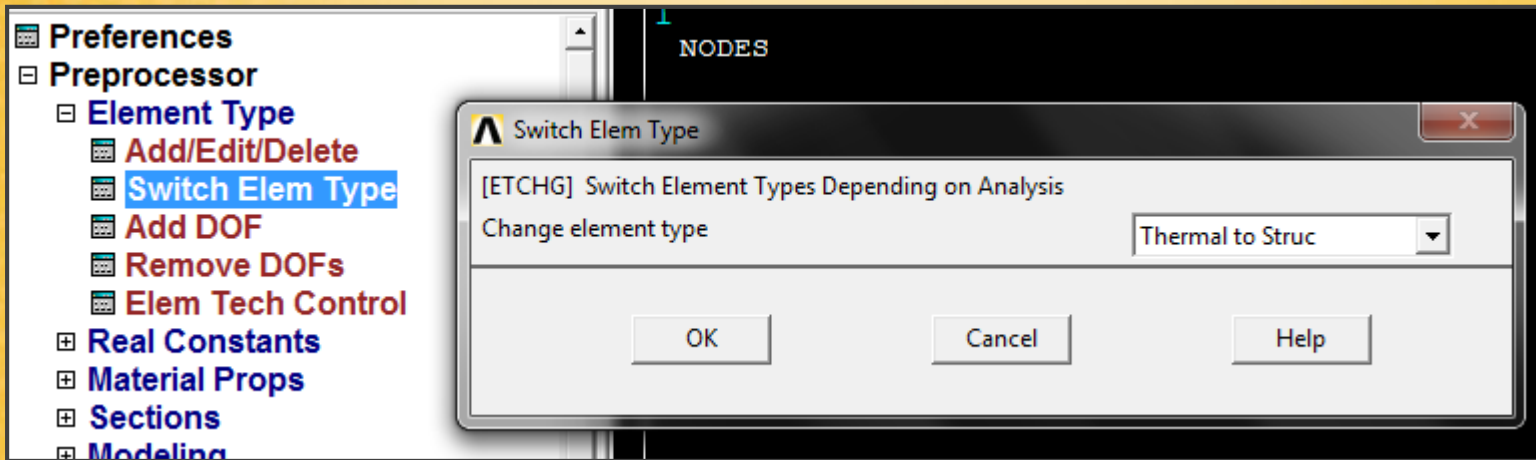 Preferences
Preprocessor
Element Type
Add/Edit/Delete
Switch Elem Type
Add DOF
Remove DOFs
Elem Tech Control
Real Constants
Material Props
Sections
Modeling
1
NODES
Switch Elem Type
[ETCHG] Switch Element Types Depending on Analysis
Change element type
Thermal to Struc
OK
Cancel
Help